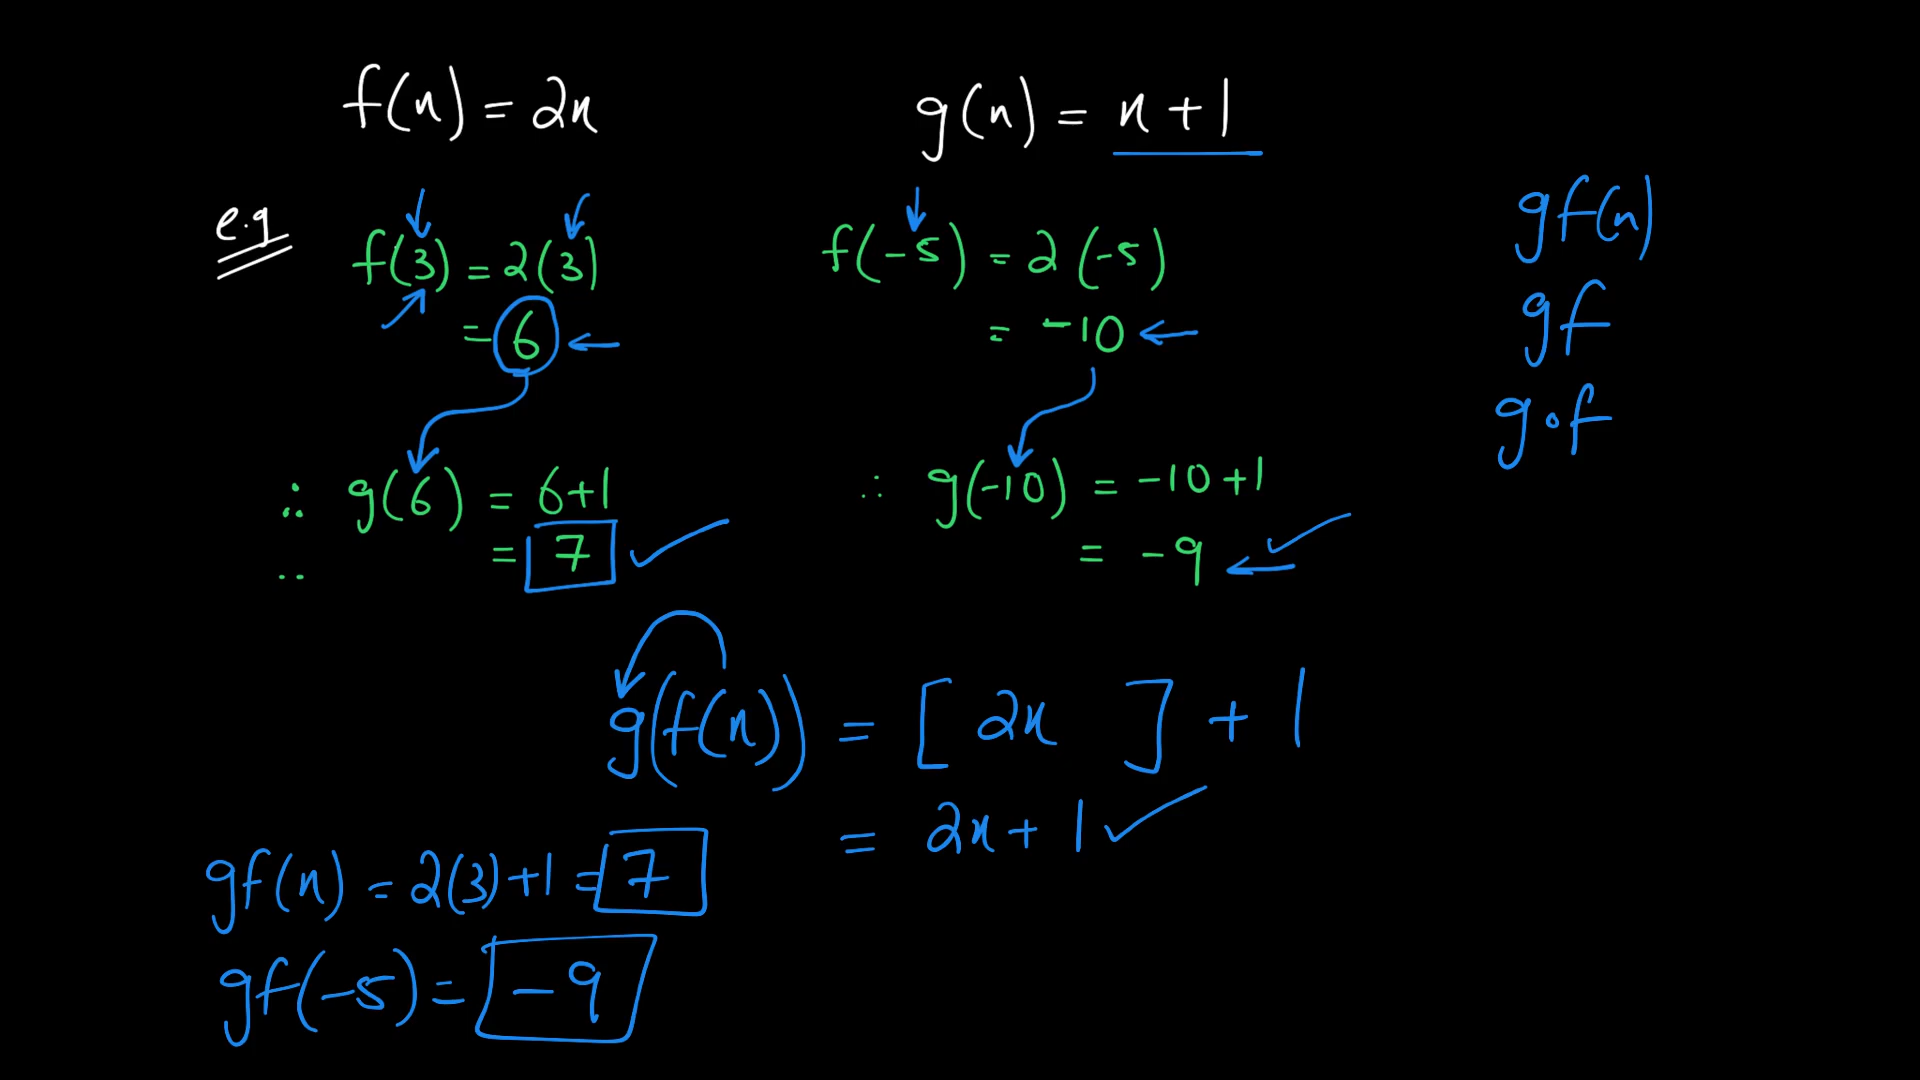 f(x) = 2x
g(x) = x + 1
e.g
f(3) = 2(3)
= 6
∴ g(6) = 6+1
= 7
f(-5) = 2(-5)
= -10
∴ g(-10) = -10+1
= -9
gf(x)
gf
g∘f
g(f(x)) = [ 2x ] + 1
= 2x + 1
gf(x) = 2(3)+1 = 7
gf(-5) = -9